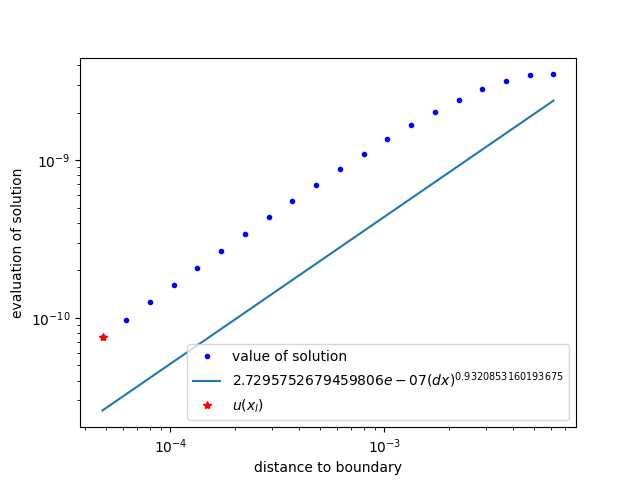 evaluation of solution
10⁻⁹
10⁻¹⁰
value of solution
2.7295752679459806e − 07(dx)^0.9320853160193675
u(x_l)
10⁻⁴
10⁻³
distance to boundary